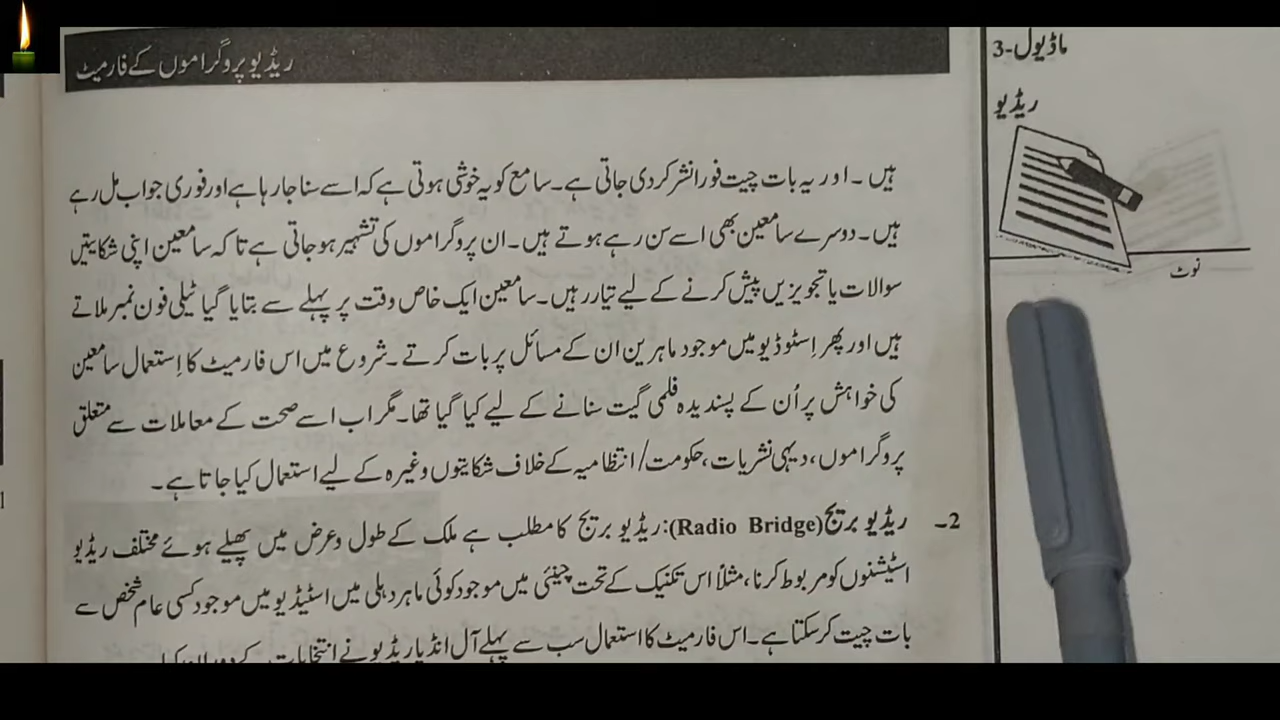 ریڈیو پروگراموں کے فارمیٹ
ماڈیول-3
ریڈیو
نوٹ
ہیں ۔ اور یہ بات چیت فوراً نشر کردی جاتی ہے۔ سامع کو یہ خوشی ہوتی ہے کہ اسے سنا جارہا ہے اور فوری جواب مل رہے
ہیں۔ دوسرے سامعین بھی اسے سن رہے ہوتے ہیں۔ ان پروگراموں کی تشہیر ہوجاتی ہے تاکہ سامعین اپنی شکایتیں
سوالات یا تجویزیں پیش کرنے کے لیے تیار رہیں۔ سامعین ایک خاص وقت پر پہلے سے بتایا گیا ٹیلی فون نمبر ملاتے
ہیں اور پھر اِسٹوڈیو میں موجود ماہرین ان کے مسائل پر بات کرتے ۔ شروع میں اس فارمیٹ کا اِستعمال سامعین
کی خواہش پر اُن کے پسندیدہ فلمی گیت سنانے کے لیے کیا گیا تھا۔ مگر اب اسے صحت کے معاملات سے متعلق
پروگراموں، دیہی نشریات، حکومت/ انتظامیہ کے خلاف شکایتوں وغیرہ کے لیے استعمال کیا جاتا ہے۔
2۔ ریڈیو بریج (Radio Bridge): ریڈیو بریج کا مطلب ہے ملک کے طول وعرض میں پھیلے ہوئے مختلف ریڈیو
اسٹیشنوں کو مربوط کرنا، مثلاً اس تکنیک کے تحت چینئی میں موجود کوئی ماہر دہلی میں اسٹیڈیو میں موجود کسی عام شخص سے
بات چیت کرسکتا ہے۔ اس فارمیٹ کا استعمال سب سے پہلے آل انڈیا ریڈیو نے انتخابات کے دوران کیا